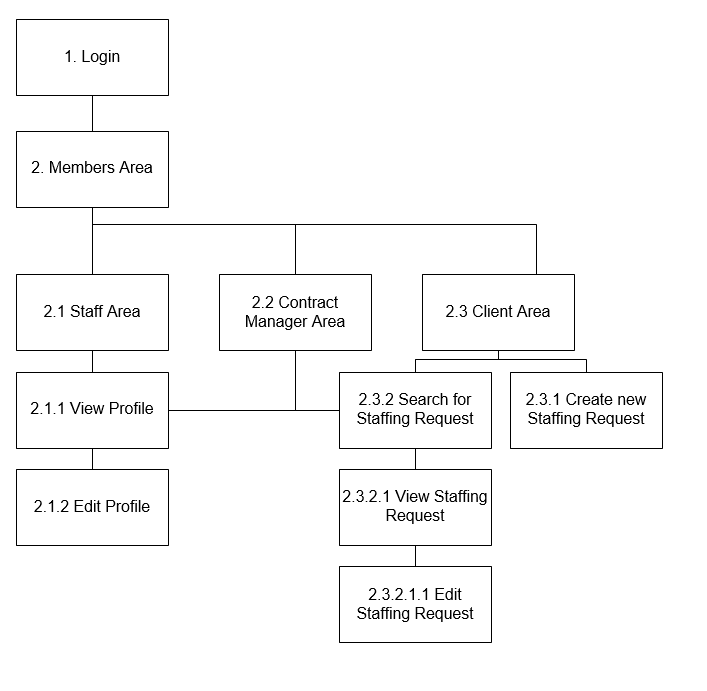 1. Login
2. Members Area
2.1 Staff Area
2.2 Contract
Manager Area
2.3 Client Area
2.1.1 View Profile
2.3.2 Search for
Staffing Request
2.3.1 Create new
Staffing Request
2.1.2 Edit Profile
2.3.2.1 View Staffing
Request
2.3.2.1.1 Edit
Staffing Request